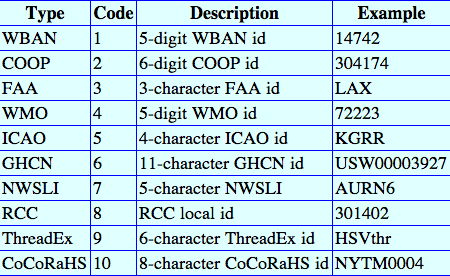 Type Code Description Example
WBAN 1 5-digit WBAN id 14742
COOP 2 6-digit COOP id 304174
FAA 3 3-character FAA id LAX
WMO 4 5-digit WMO id 72223
ICAO 5 4-character ICAO id KGRR
GHCN 6 11-character GHCN id USW00003927
NWSLI 7 5-character NWSLI AURN6
RCC 8 RCC local id 301402
ThreadEx 9 6-character ThreadEx id HSVthr
CoCoRaHS 10 8-character CoCoRaHS id NYTM0004